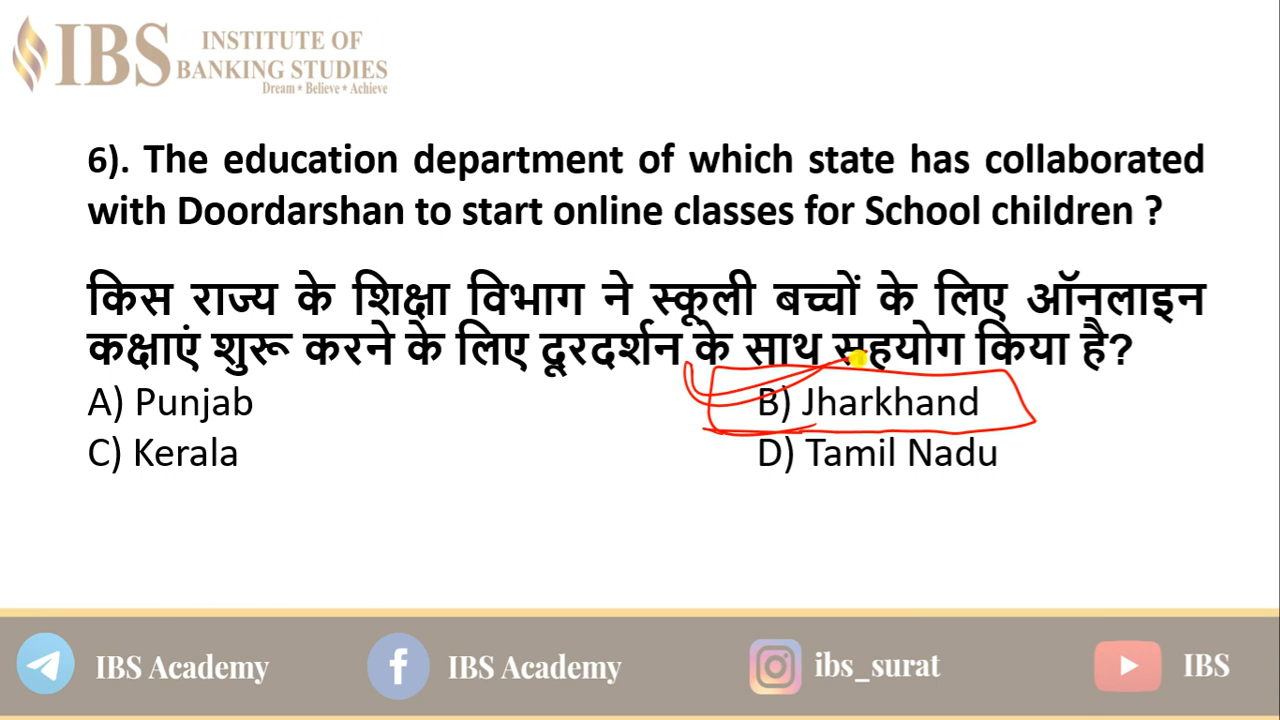 IBS INSTITUTE OF
BANKING STUDIES
Dream * Believe * Achieve
6). The education department of which state has collaborated
with Doordarshan to start online classes for School children ?
किस राज्य के शिक्षा विभाग ने स्कूली बच्चों के लिए ऑनलाइन
कक्षाएं शुरू करने के लिए दूरदर्शन के साथ सहयोग किया है?
A) Punjab B) Jharkhand
C) Kerala D) Tamil Nadu
IBS Academy f IBS Academy ibs_surat IBS